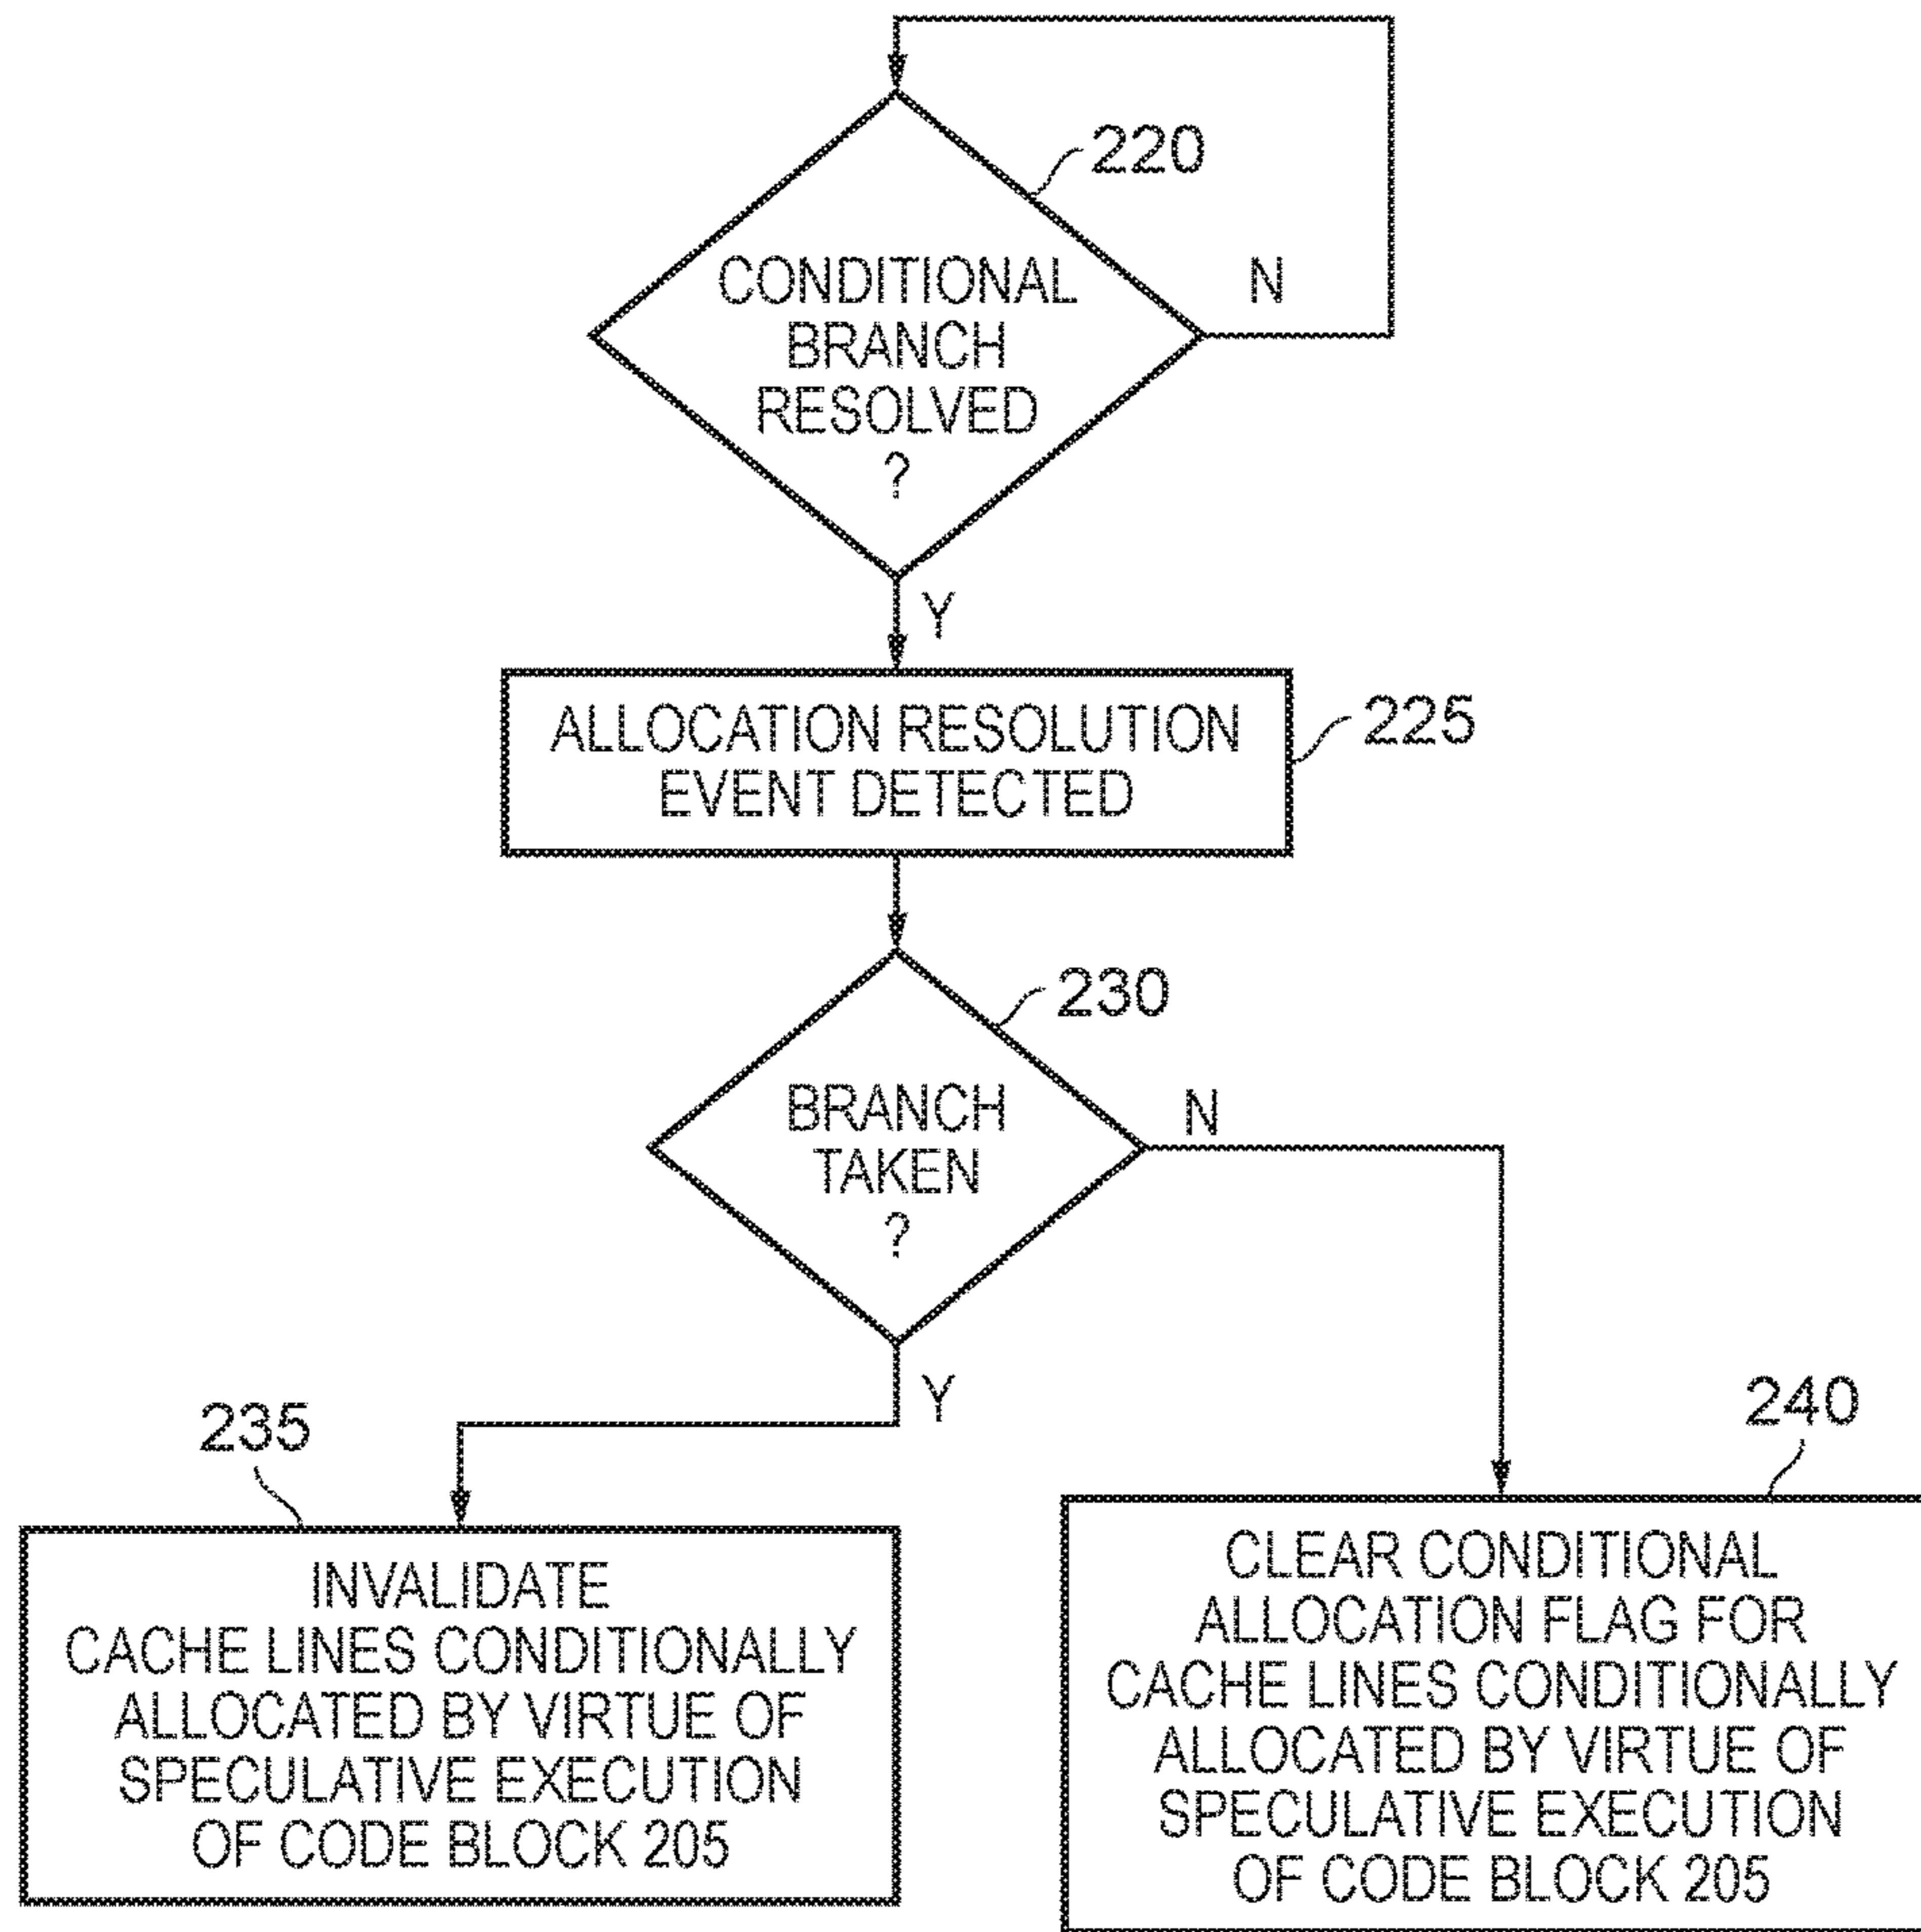 220
CONDITIONAL
BRANCH
RESOLVED
?
N
Y
ALLOCATION RESOLUTION
EVENT DETECTED
225
230
BRANCH
TAKEN
?
N
Y
235
INVALIDATE
CACHE LINES CONDITIONALLY
ALLOCATED BY VIRTUE OF
SPECULATIVE EXECUTION
OF CODE BLOCK 205
240
CLEAR CONDITIONAL
ALLOCATION FLAG FOR
CACHE LINES CONDITIONALLY
ALLOCATED BY VIRTUE OF
SPECULATIVE EXECUTION
OF CODE BLOCK 205